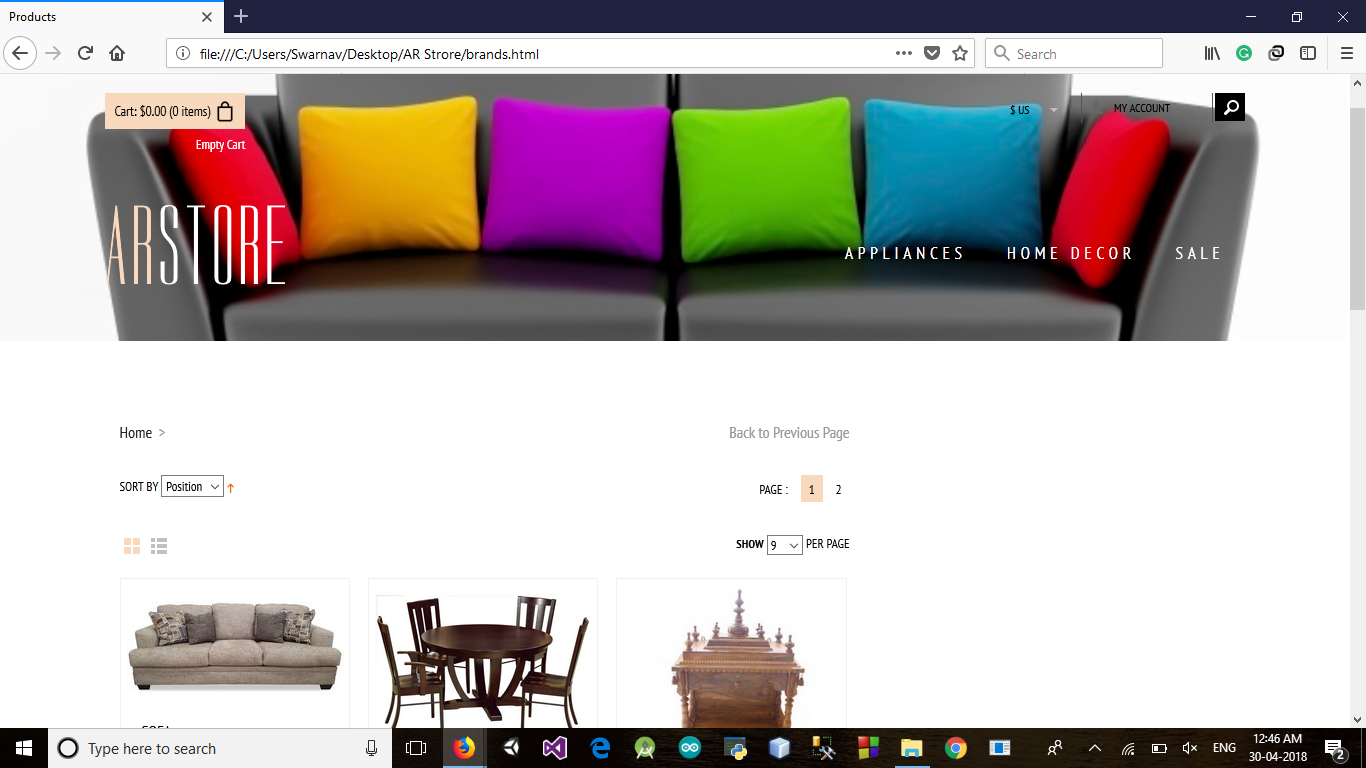 Products
file:///C:/Users/Swarnav/Desktop/AR Strore/brands.html
Search
Cart: $0.00 (0 items)
$ US
MY ACCOUNT
Empty Cart
ARSTORE
APPLIANCES
HOME DECOR
SALE
Home >
Back to Previous Page
SORT BY Position
PAGE : 1 2
SHOW 9 PER PAGE
SOFA
Type here to search
ENG
12:46 AM
30-04-2018
2